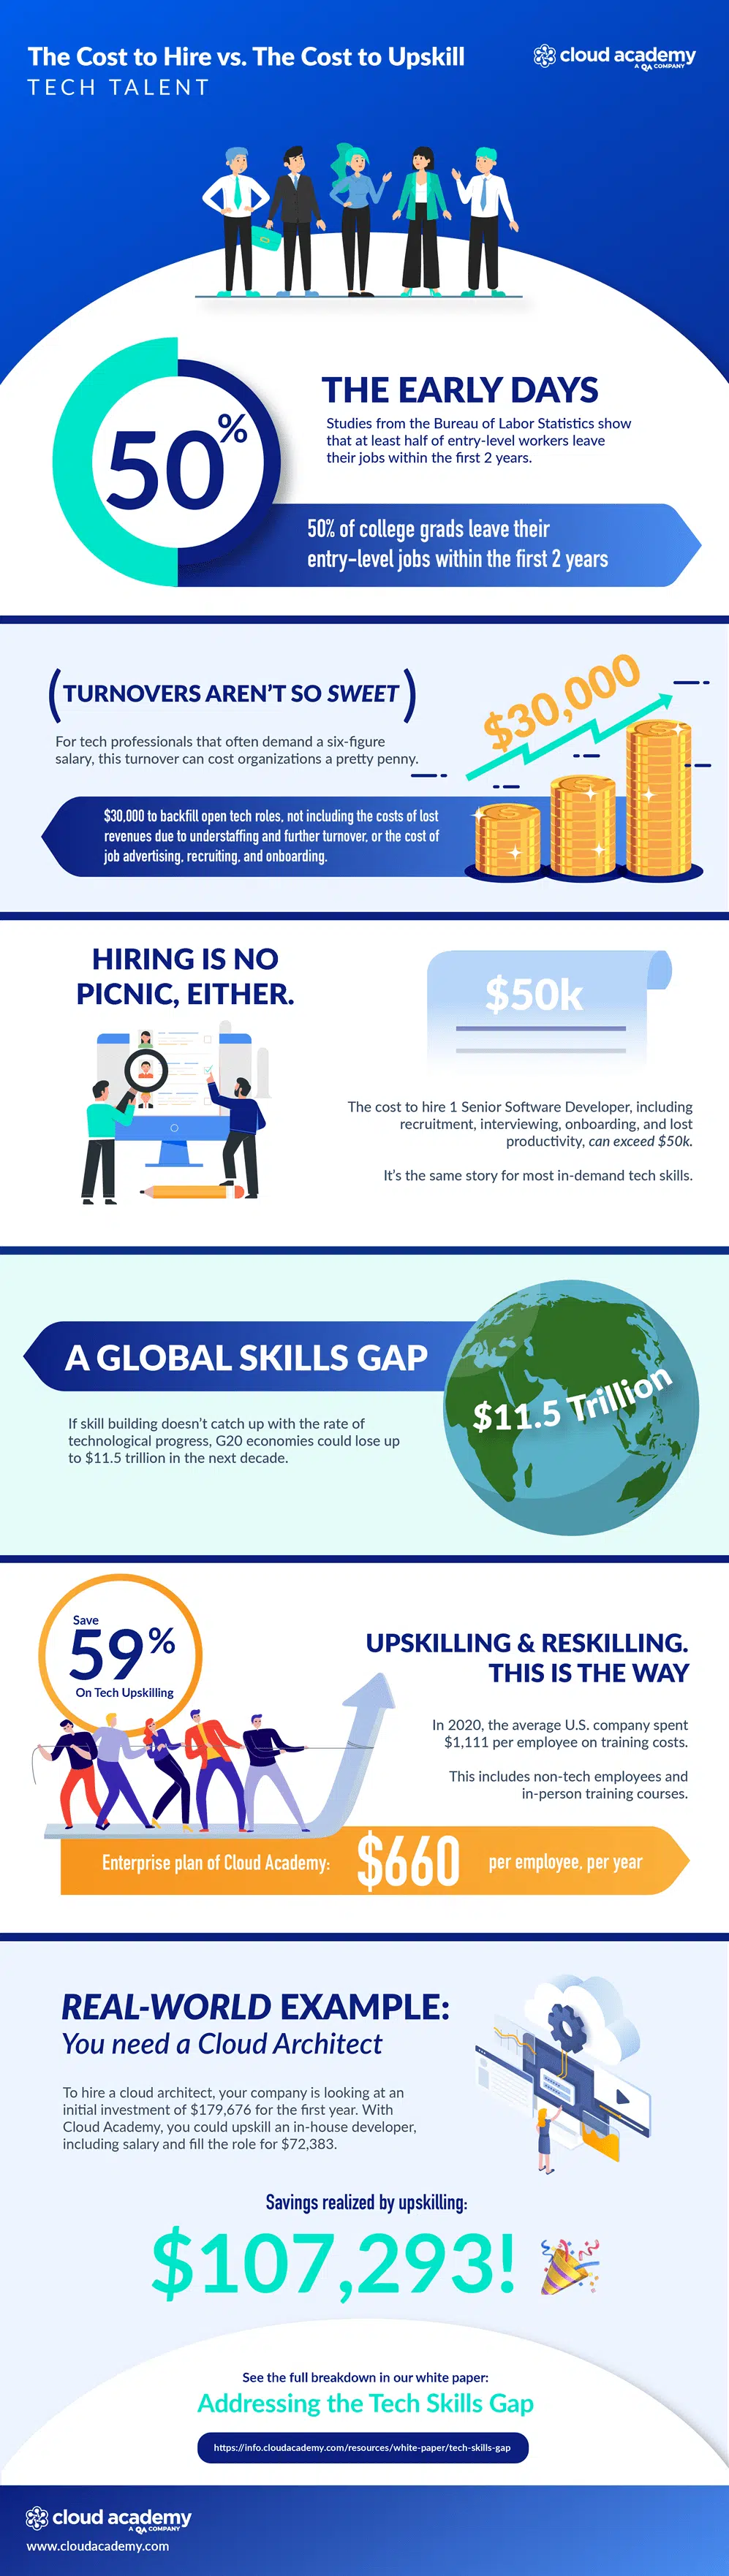 The Cost to Hire vs. The Cost to Upskill
TECH TALENT
cloud academy
A QA COMPANY
50%
THE EARLY DAYS
Studies from the Bureau of Labor Statistics show
that at least half of entry-level workers leave
their jobs within the first 2 years.
50% of college grads leave their
entry-level jobs within the first 2 years
(TURNOVERS AREN'T SO SWEET)
For tech professionals that often demand a six-figure
salary, this turnover can cost organizations a pretty penny.
$30,000
$30,000 to backfill open tech roles, not including the costs of lost
revenues due to understaffing and further turnover, or the cost of
job advertising, recruiting, and onboarding.
HIRING IS NO
PICNIC, EITHER.
$50k
The cost to hire 1 Senior Software Developer, including
recruitment, interviewing, onboarding, and lost
productivity, can exceed $50k.
It's the same story for most in-demand tech skills.
A GLOBAL SKILLS GAP
If skill building doesn't catch up with the rate of
technological progress, G20 economies could lose up
to $11.5 trillion in the next decade.
$11.5 Trillion
Save
59%
On Tech Upskilling
UPSKILLING & RESKILLING.
THIS IS THE WAY
In 2020, the average U.S. company spent
$1,111 per employee on training costs.
This includes non-tech employees and
in-person training courses.
Enterprise plan of Cloud Academy: $660 per employee, per year
REAL-WORLD EXAMPLE:
You need a Cloud Architect
To hire a cloud architect, your company is looking at an
initial investment of $179,676 for the first year. With
Cloud Academy, you could upskill an in-house developer,
including salary and fill the role for $72,383.
Savings realized by upskilling:
$107,293!
See the full breakdown in our white paper:
Addressing the Tech Skills Gap
https://info.cloudacademy.com/resources/white-paper/tech-skills-gap
cloud academy
A QA COMPANY
www.cloudacademy.com